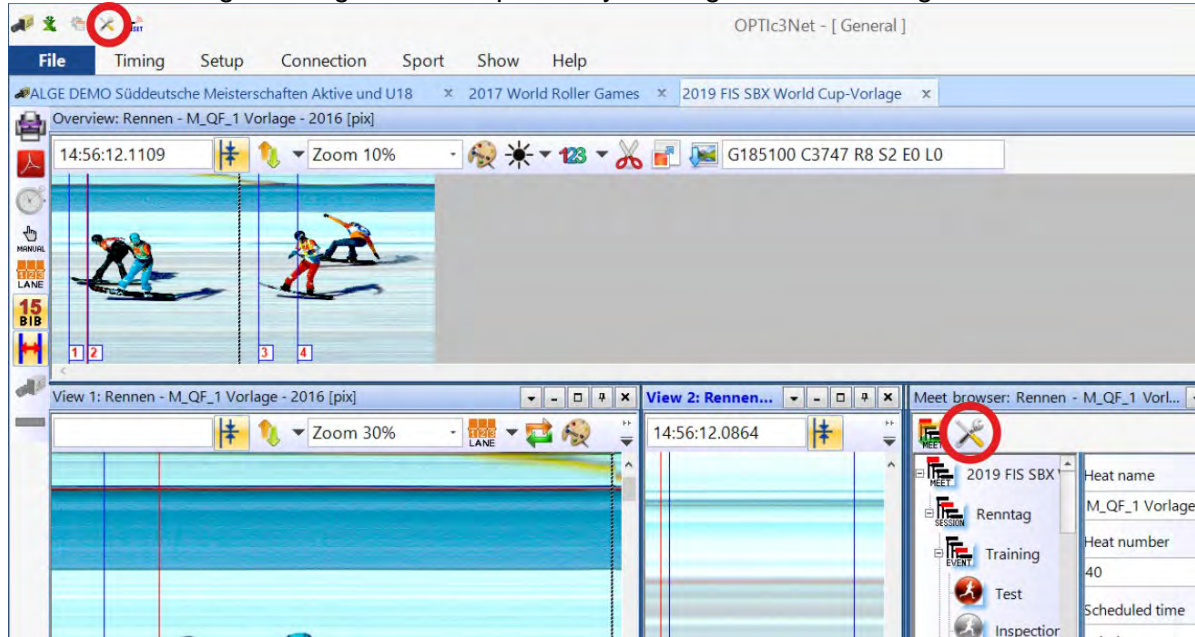 OPTIc3Net - [ General ]
File Timing Setup Connection Sport Show Help
ALGE DEMO Süddeutsche Meisterschaften Aktive und U18 x 2017 World Roller Games x 2019 FIS SBX World Cup-Vorlage x
Overview: Rennen - M_QF_1 Vorlage - 2016 [pix]
14:56:12.1109 Zoom 10% 123 G185100 C3747 R8 S2 E0 L0
MANUAL
123
LANE
15
BIB
1 2 3 4
View 1: Rennen - M_QF_1 Vorlage - 2016 [pix] View 2: Rennen... Meet browser: Rennen - M_QF_1 Vorl...
Zoom 30% LANE 14:56:12.0864 MEET
MEET 2019 FIS SBX Heat name
SESSION Renntag M_QF_1 Vorlage
Heat number
EVENT Training 40
Test Scheduled time
Inspection